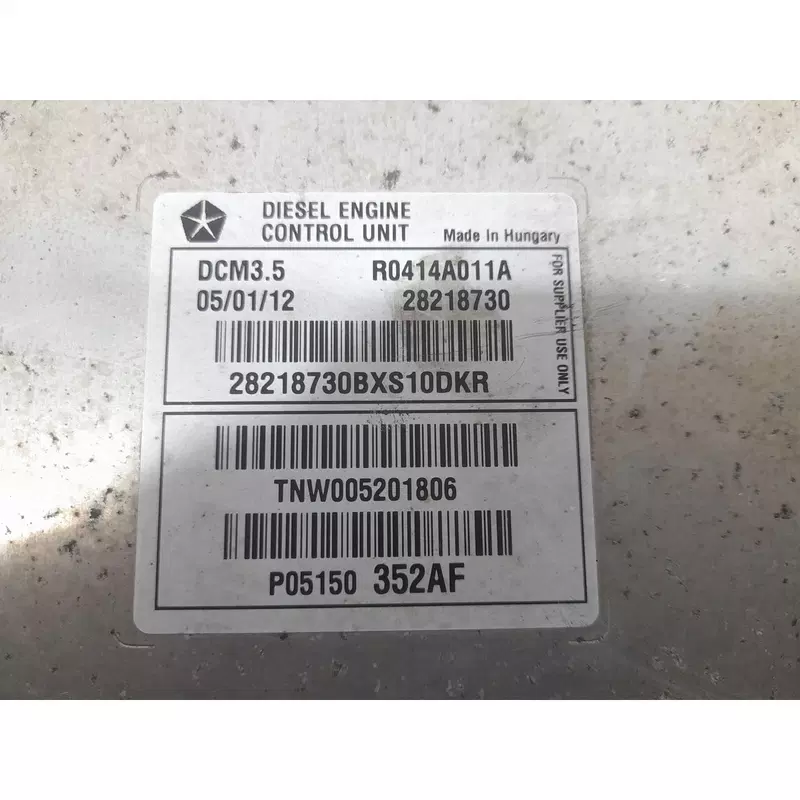 DIESEL ENGINE
CONTROL UNIT Made In Hungary
DCM3.5 R0414A011A
05/01/12 28218730
28218730BXS10DKR
FOR SUPPLIER USE ONLY
TNW005201806
P05150 352AF